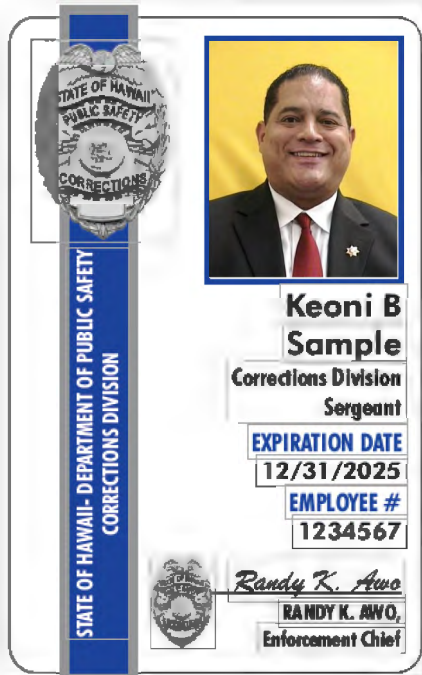 STATE OF HAWAII
PUBLIC SAFETY
CORRECTIONS
STATE OF HAWAII- DEPARTMENT OF PUBLIC SAFETY
CORRECTIONS DIVISION
Keoni B
Sample
Corrections Division
Sergeant
EXPIRATION DATE
12/31/2025
EMPLOYEE #
1234567
Randy K. Awo
RANDY K. AWO,
Enforcement Chief